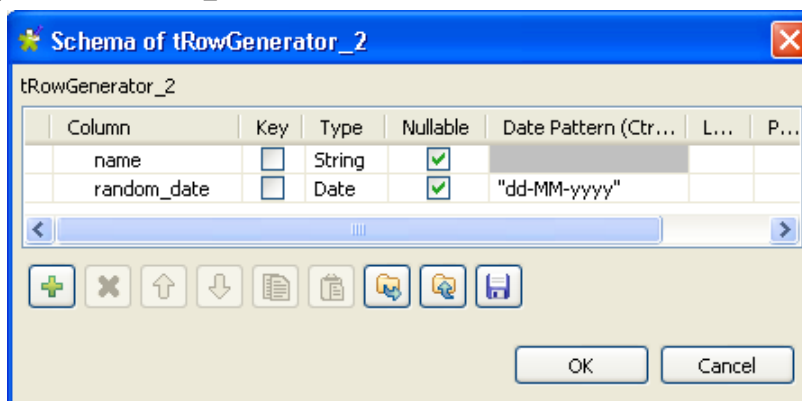 Schema of tRowGenerator_2
tRowGenerator_2
Column Key Type Nullable Date Pattern (Ctr... L... P...
name String
random_date Date "dd-MM-yyyy"
OK Cancel